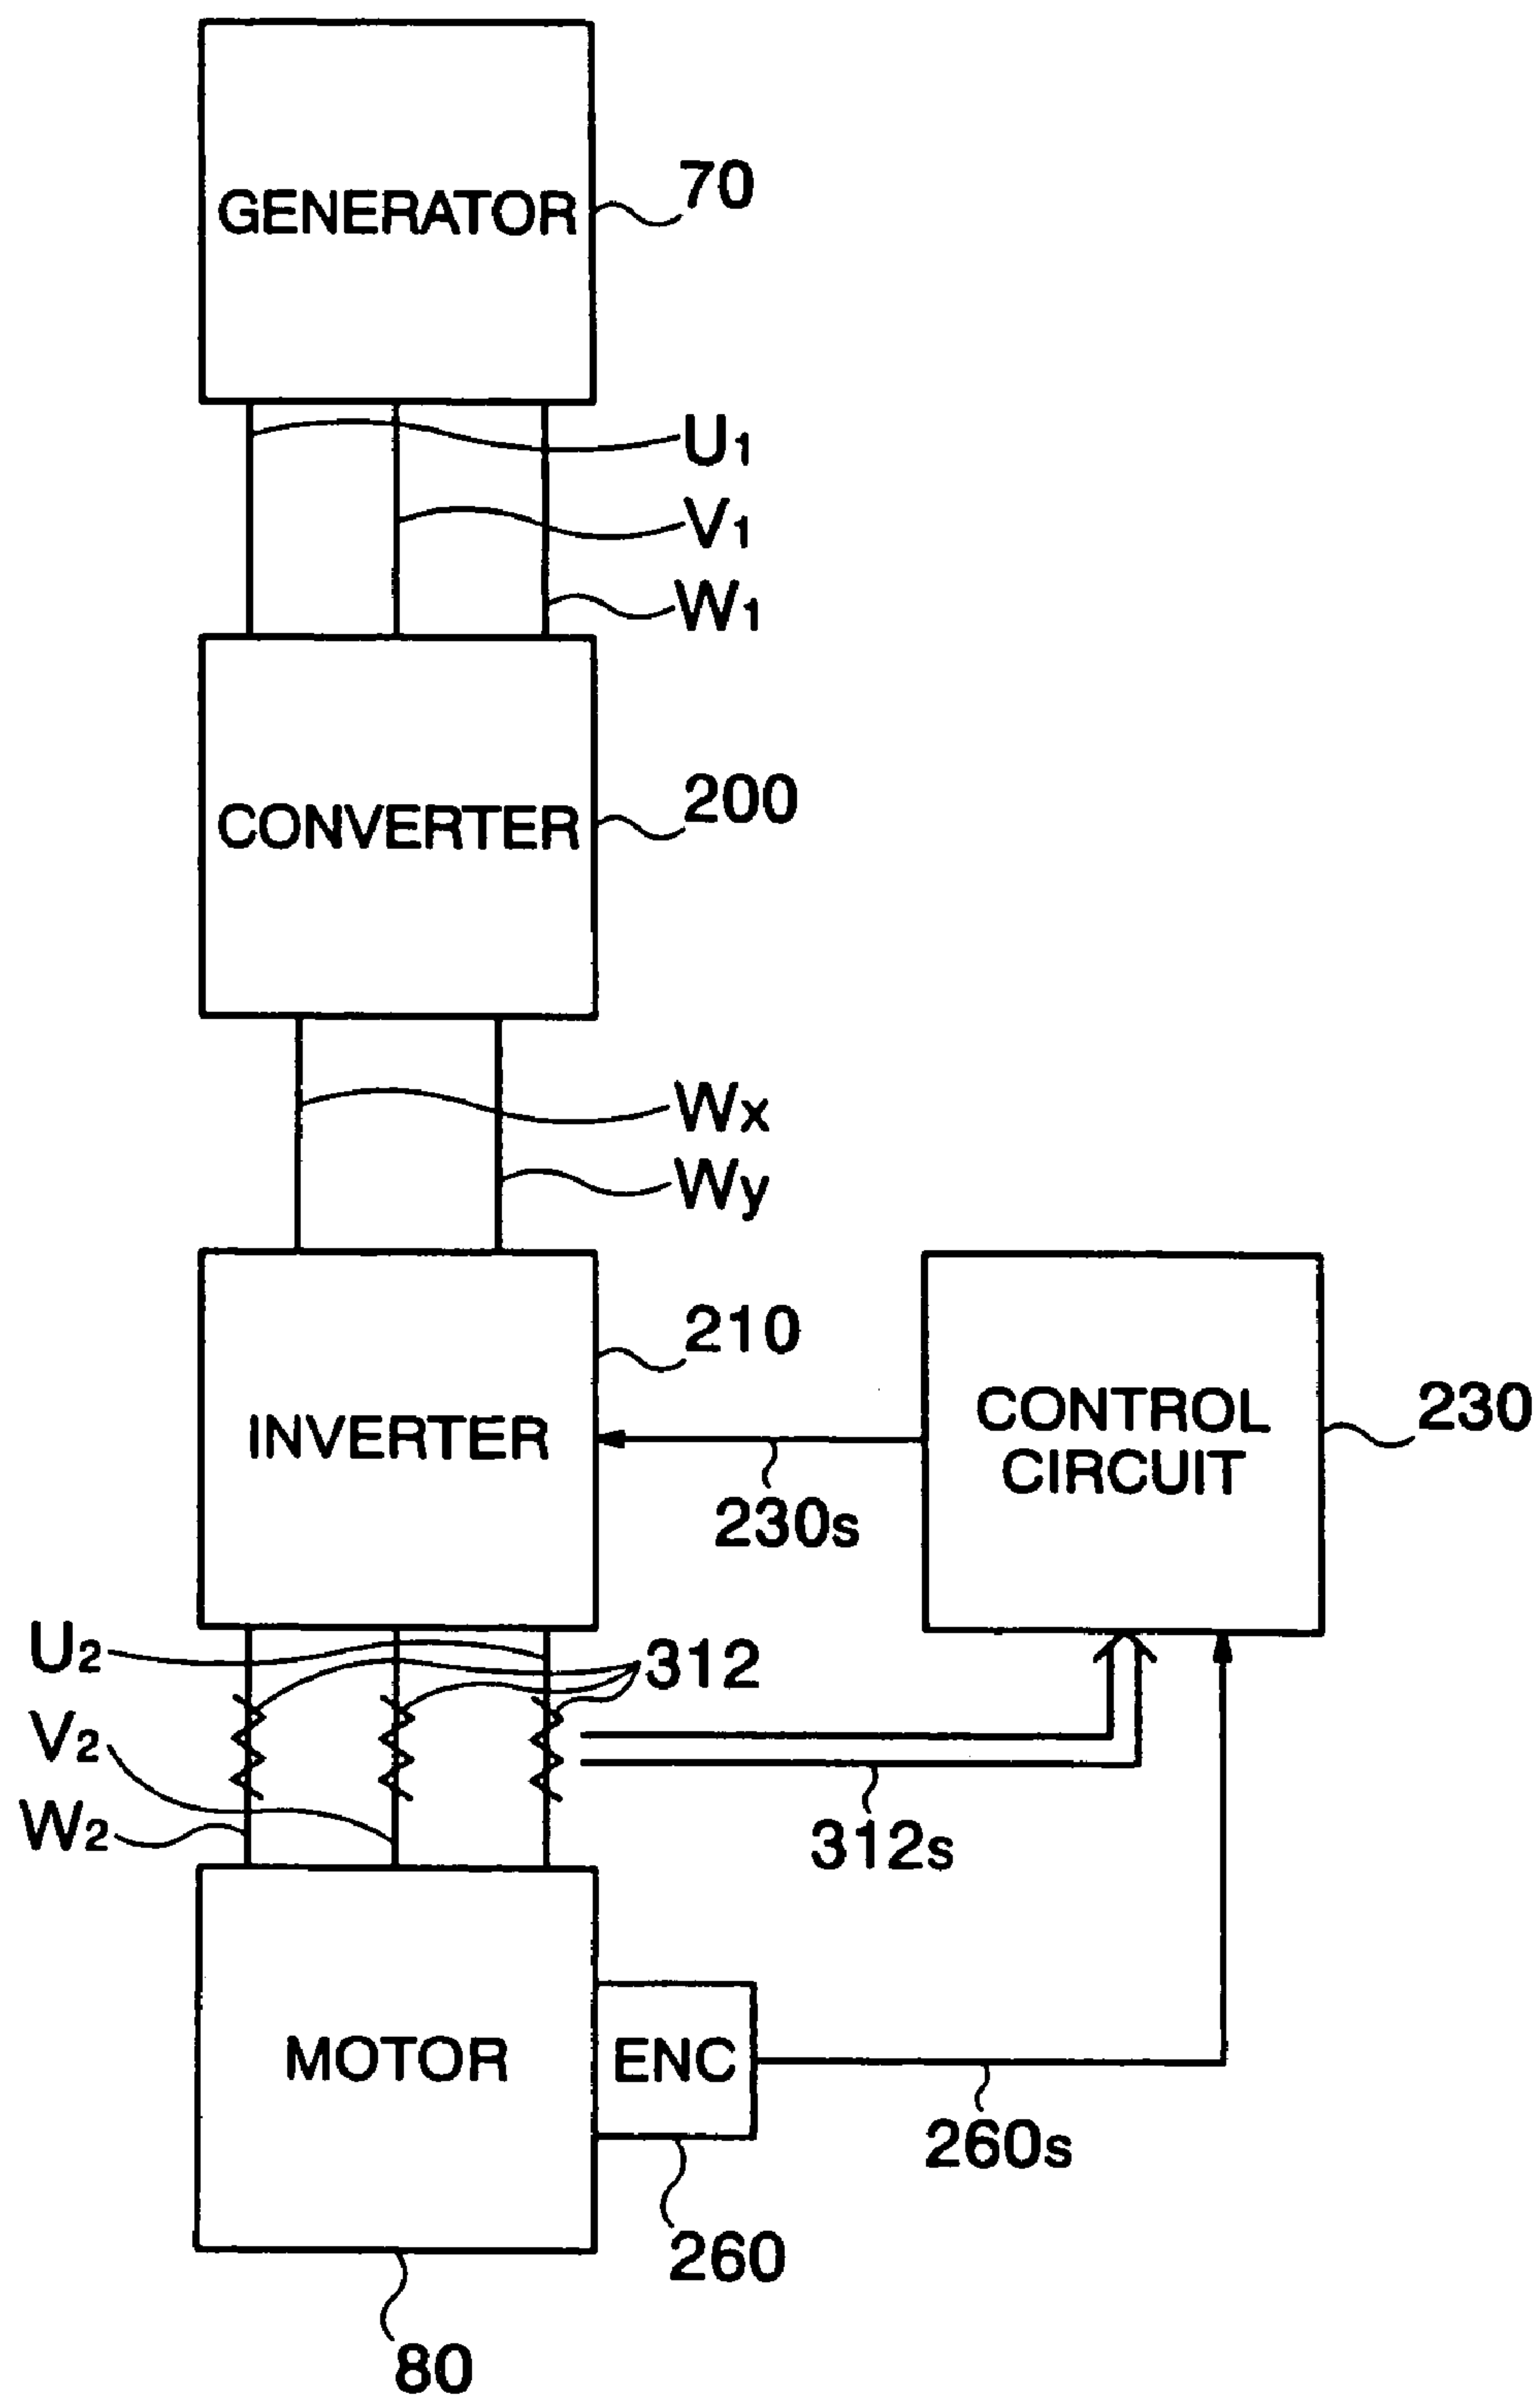 GENERATOR
70
U1
V1
W1
CONVERTER
200
Wx
Wy
INVERTER
210
CONTROL
CIRCUIT
230
230s
U2
312
V2
W2
312s
MOTOR
ENC
260s
260
80